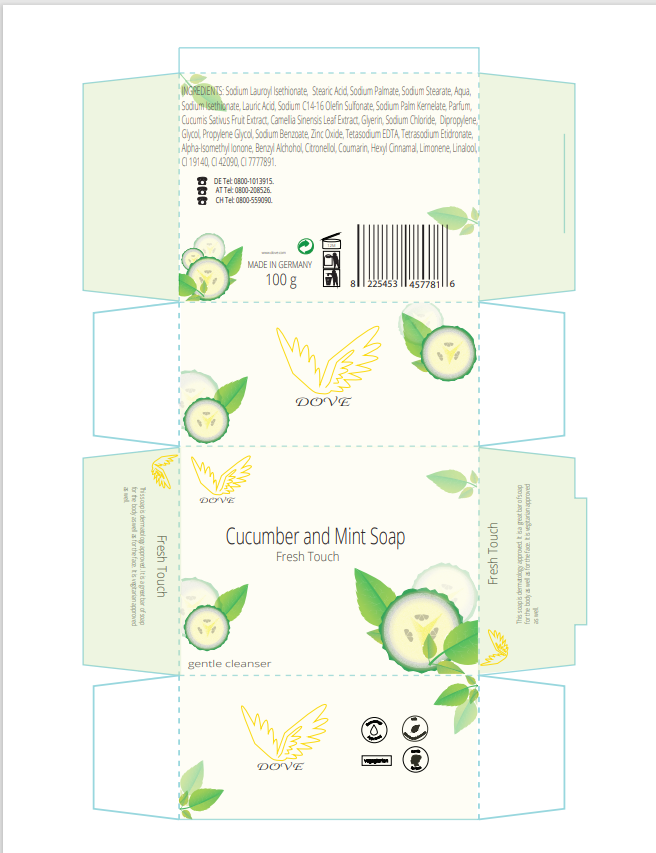 INGREDIENTS: Sodium Lauroyl Isethionate, Stearic Acid, Sodium Palmate, Sodium Stearate, Aqua,
Sodium Isethionate, Lauric Acid, Sodium C14-16 Olefin Sulfonate, Sodium Palm Kernelate, Parfum,
Cucumis Sativus Fruit Extract, Camellia Sinensis Leaf Extract, Glyerin, Sodium Chloride, Dipropylene,
Glycol, Propylene Glycol, Sodium Benzoate, Zinc Oxide, Tetasodium EDTA, Tetrasodium Etidronate,
Alpha-Isomethyl Ionone, Benzyl Alchohol, Citronellol, Coumarin, Hexyl Cinnamal, Limonene, Linalool,
CI 19140, CI 42090, CI 7777891.
DE Tel: 0800-1013915.
AT Tel: 0800-208526.
CH Tel: 0800-559090.
MADE IN GERMANY
100 g
8 225453 457781 6
DOVE
DOVE
Cucumber and Mint Soap
Fresh Touch
gentle cleanser
Fresh Touch
This soap is dermatology approved. It is a great bar of soap
for the body as well as for the face. It is vegtarian approved
as well.
Fresh Touch
This soap is dermatology approved. It is a great bar of soap
for the body as well as for the face. It is vegtarian approved
as well.
DOVE